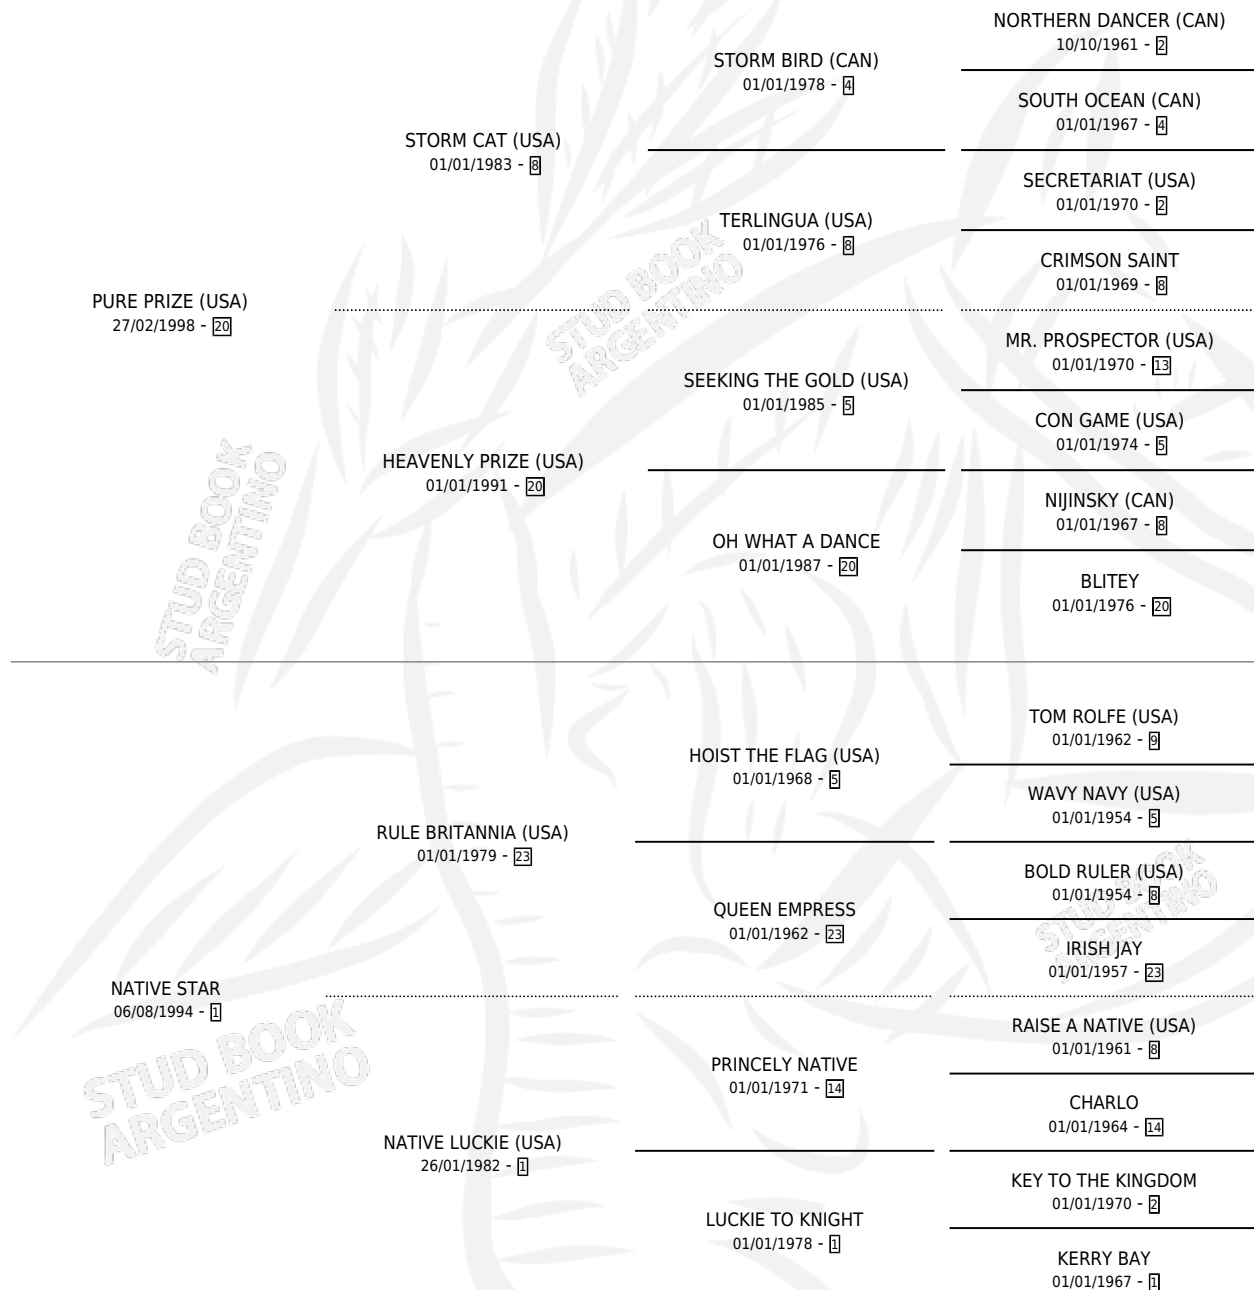 NORTHERN DANCER (CAN)
10/10/1961 - 2
STORM BIRD (CAN)
01/01/1978 - 4
SOUTH OCEAN (CAN)
01/01/1967 - 4
STORM CAT (USA)
01/01/1983 - 8
SECRETARIAT (USA)
01/01/1970 - 2
TERLINGUA (USA)
01/01/1976 - 8
CRIMSON SAINT
01/01/1969 - 8
PURE PRIZE (USA)
27/02/1998 - 20
MR. PROSPECTOR (USA)
01/01/1970 - 13
SEEKING THE GOLD (USA)
01/01/1985 - 5
CON GAME (USA)
01/01/1974 - 5
HEAVENLY PRIZE (USA)
01/01/1991 - 20
NIJINSKY (CAN)
01/01/1967 - 8
OH WHAT A DANCE
01/01/1987 - 20
BLITEY
01/01/1976 - 20
TOM ROLFE (USA)
01/01/1962 - 9
HOIST THE FLAG (USA)
01/01/1968 - 5
WAVY NAVY (USA)
01/01/1954 - 5
RULE BRITANNIA (USA)
01/01/1979 - 23
BOLD RULER (USA)
01/01/1954 - 8
QUEEN EMPRESS
01/01/1962 - 23
IRISH JAY
01/01/1957 - 23
NATIVE STAR
06/08/1994 - 1
RAISE A NATIVE (USA)
01/01/1961 - 8
PRINCELY NATIVE
01/01/1971 - 14
CHARLO
01/01/1964 - 14
NATIVE LUCKIE (USA)
26/01/1982 - 1
KEY TO THE KINGDOM
01/01/1970 - 2
LUCKIE TO KNIGHT
01/01/1978 - 1
KERRY BAY
01/01/1967 - 1
STUD BOOK
ARGENTINO
STUD BOOK
ARGENTINO
STUD BOOK
ARGENTINO
STUD BOOK
ARGENTINO